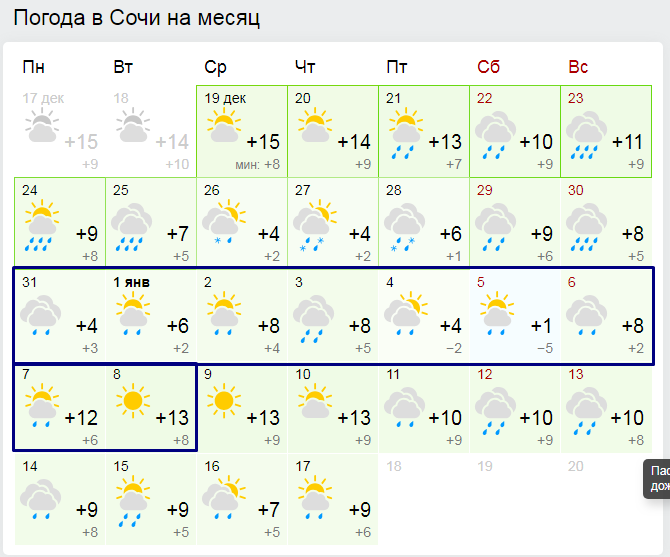 Погода в Сочи на месяц
Пн Вт Ср Чт Пт Сб Вс
17 дек 18 19 дек 20 21 22 23
+15 +14 +15 +14 +13 +10 +11
+9 +10 мин: +8 +9 +7 +9 +9
24 25 26 27 28 29 30
+9 +7 +4 +4 +6 +9 +8
+8 +5 +2 +2 +1 +6 +5
31 1 янв 2 3 4 5 6
+4 +6 +8 +8 +4 +1 +8
+3 +2 +4 +5 −2 −5 +2
7 8 9 10 11 12 13
+12 +13 +13 +13 +10 +10 +10
+6 +8 +9 +9 +9 +9 +8
14 15 16 17 18 19 20
Пас
дож
+9 +9 +7 +9
+8 +5 +5 +6